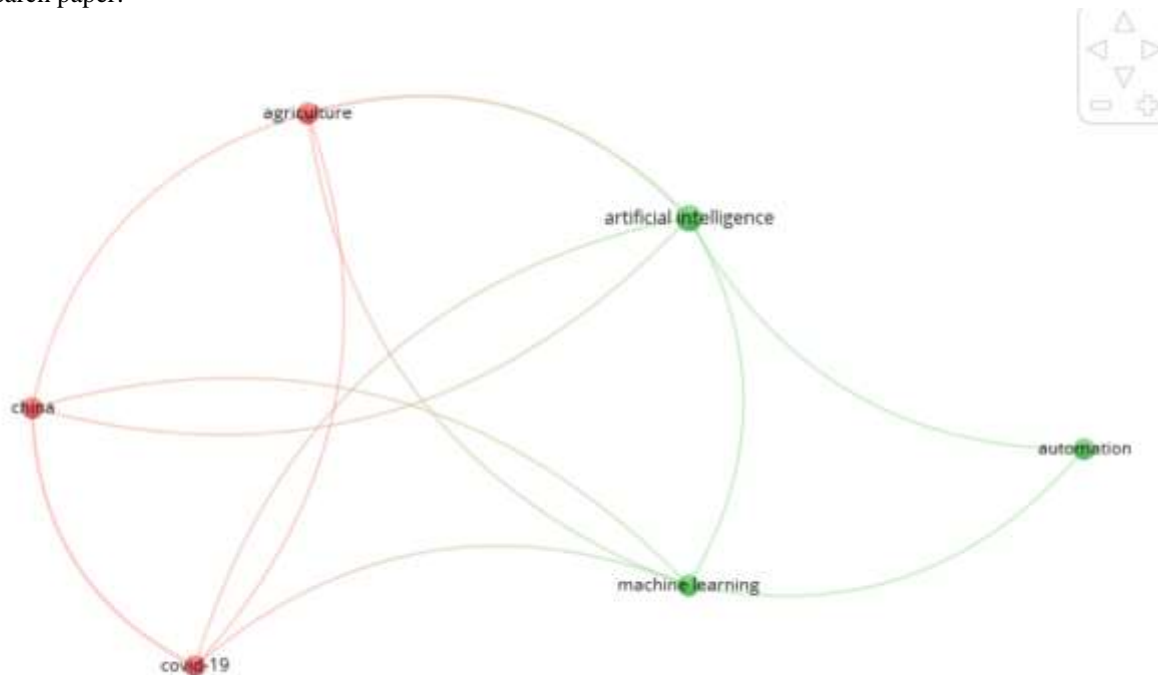 agriculture
artificial intelligence
china
automation
machine learning
covid-19